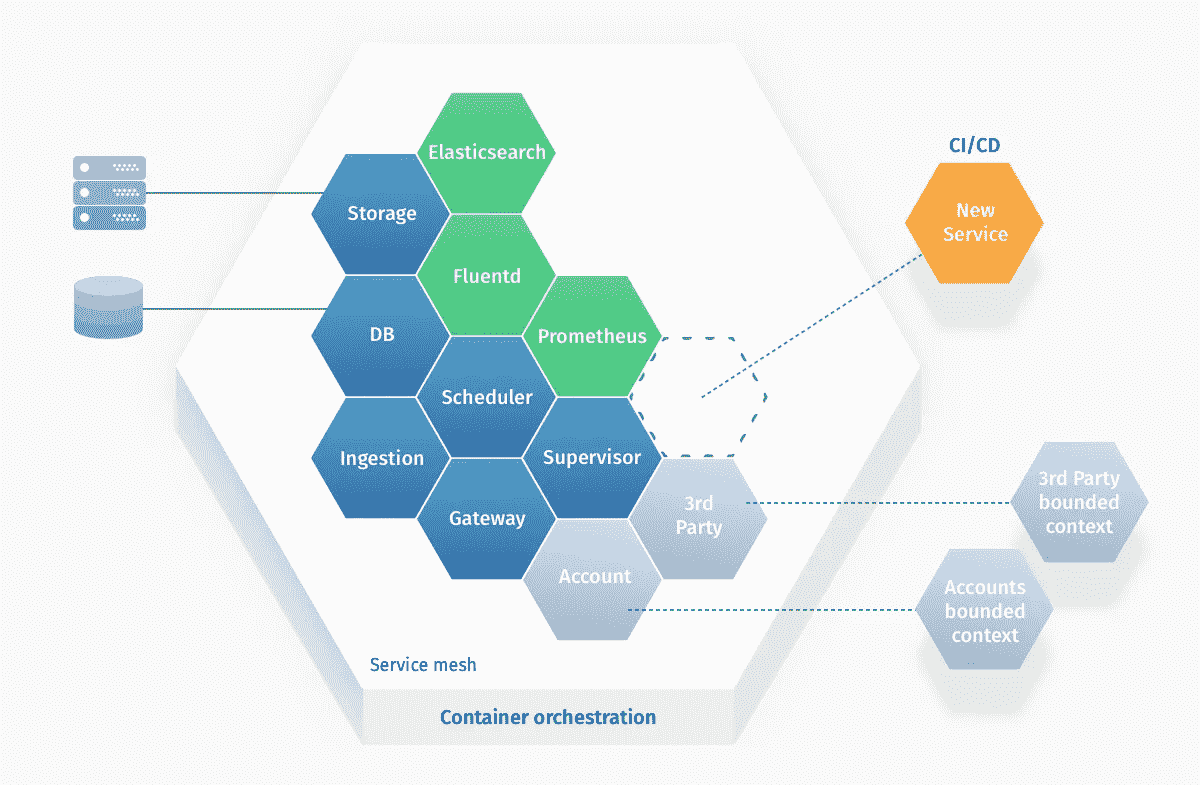 CI/CD
New
Service
Elasticsearch
Storage
Fluentd
DB
Prometheus
Scheduler
Ingestion
Supervisor
Gateway
3rd
Party
Account
3rd Party
bounded
context
Accounts
bounded
context
Service mesh
Container orchestration